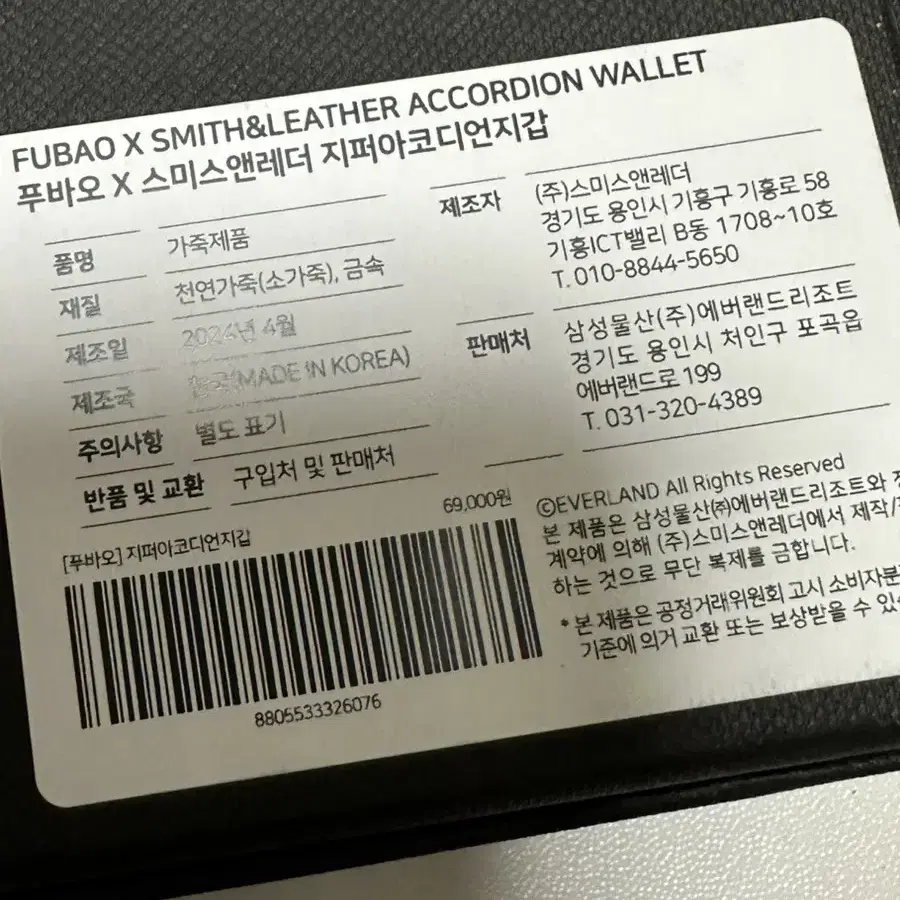 FUBAO X SMITH&LEATHER ACCORDION WALLET
푸바오 X 스미스앤레더 지퍼아코디언지갑
품명 가죽제품
재질 천연가죽(소가죽), 금속
제조일 2024년 4월
제조국 한국(MADE IN KOREA)
주의사항 별도 표기
반품 및 교환 구입처 및 판매처
제조자 (주)스미스앤레더
경기도 용인시 기흥구 기흥로 58
기흥ICT밸리 B동 1708~10호
T. 010-8844-5650
판매처 삼성물산(주)에버랜드리조트
경기도 용인시 처인구 포곡읍
에버랜드로 199
T. 031-320-4389
69,000원
[푸바오] 지퍼아코디언지갑
8805533326076
©EVERLAND All Rights Reserved
본 제품은 삼성물산㈜에버랜드리조트와
계약에 의해 (주)스미스앤레더에서 제작/
하는 것으로 무단 복제를 금합니다.
* 본 제품은 공정거래위원회 고시 소비자분
기준에 의거 교환 또는 보상받을 수